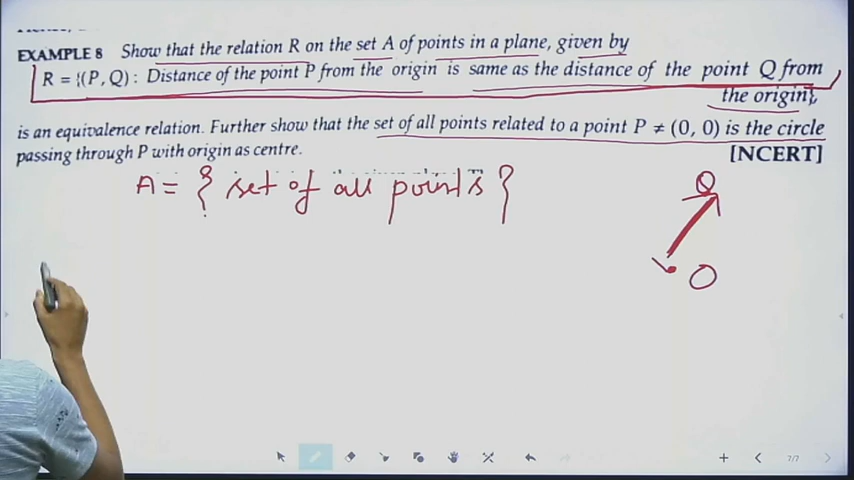 EXAMPLE 8 Show that the relation R on the set A of points in a plane, given by
R = {(P, Q) : Distance of the point P from the origin is same as the distance of the point Q from
the origin},
is an equivalence relation. Further show that the set of all points related to a point P ≠ (0, 0) is the circle
passing through P with origin as centre. [NCERT]
A = { set of all points }
Q
O
7/7